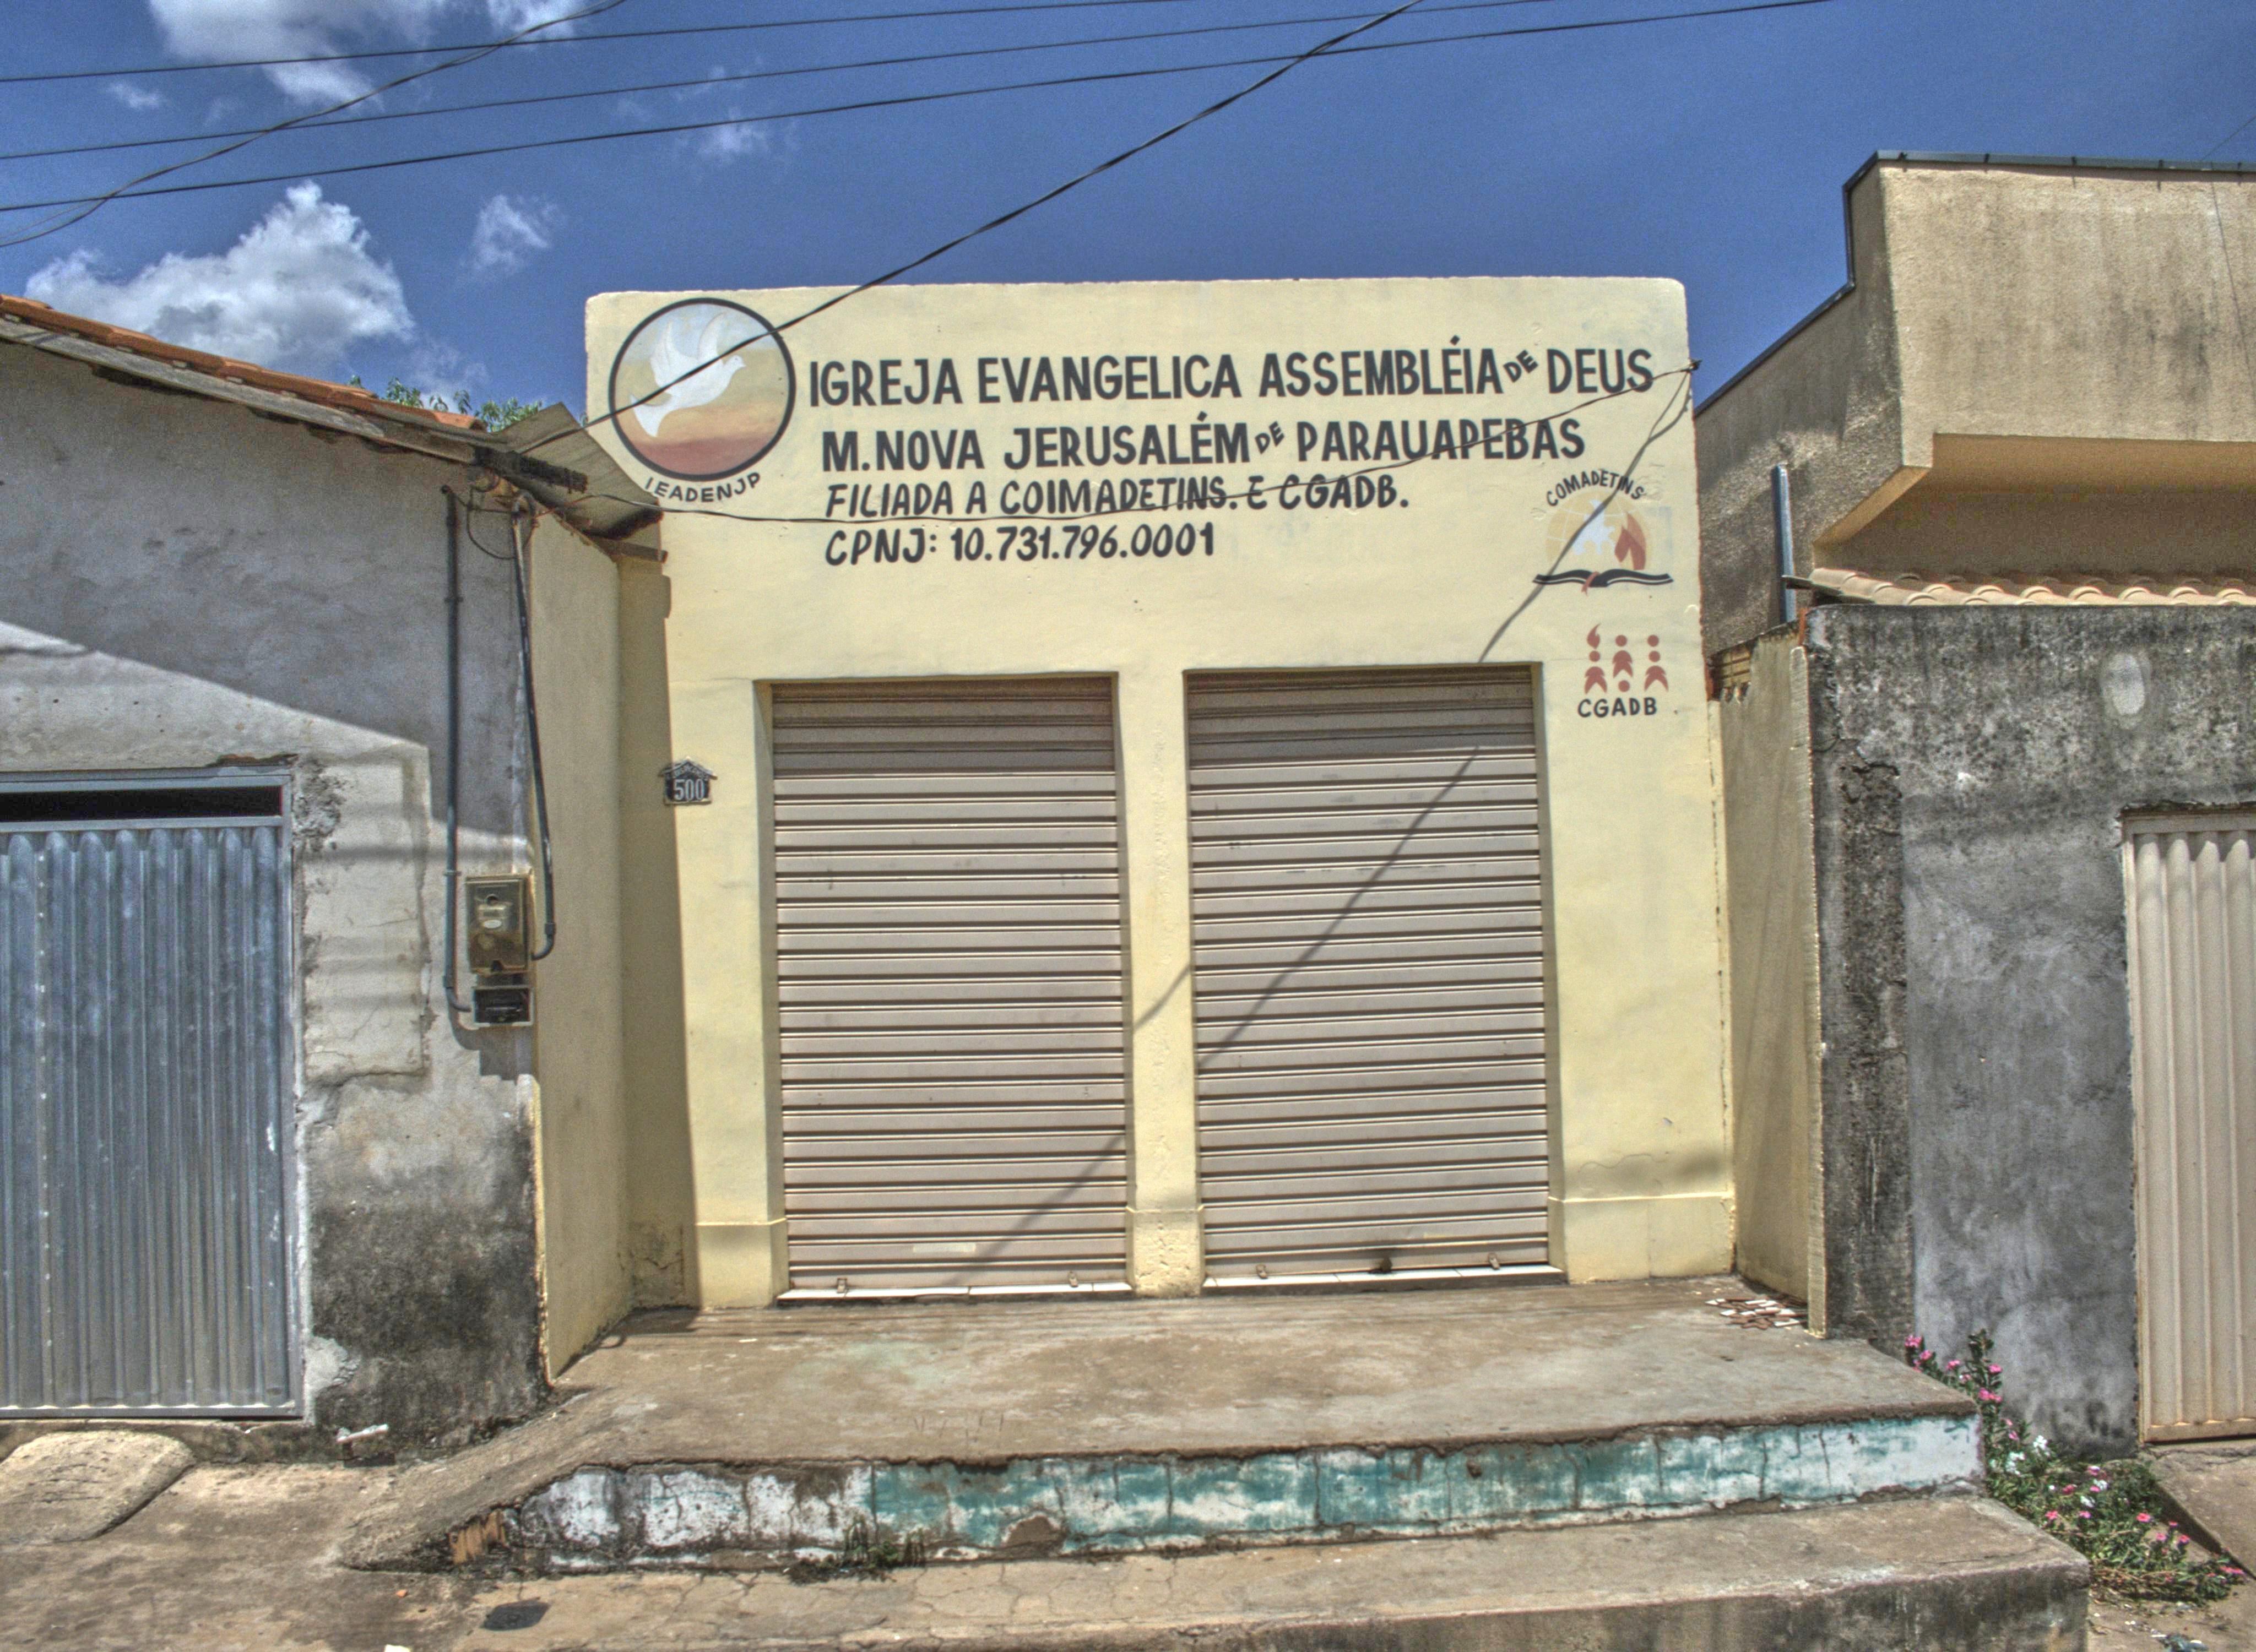 IGREJA EVANGELICA ASSEMBLÉIA DE DEUS
M. NOVA JERUSALÉM DE PARAUAPEBAS
FILIADA A COIMADETINS. E CGADB.
CPNJ: 10.731.796.0001
IEADENJP
COMADETINS
CGADB
500